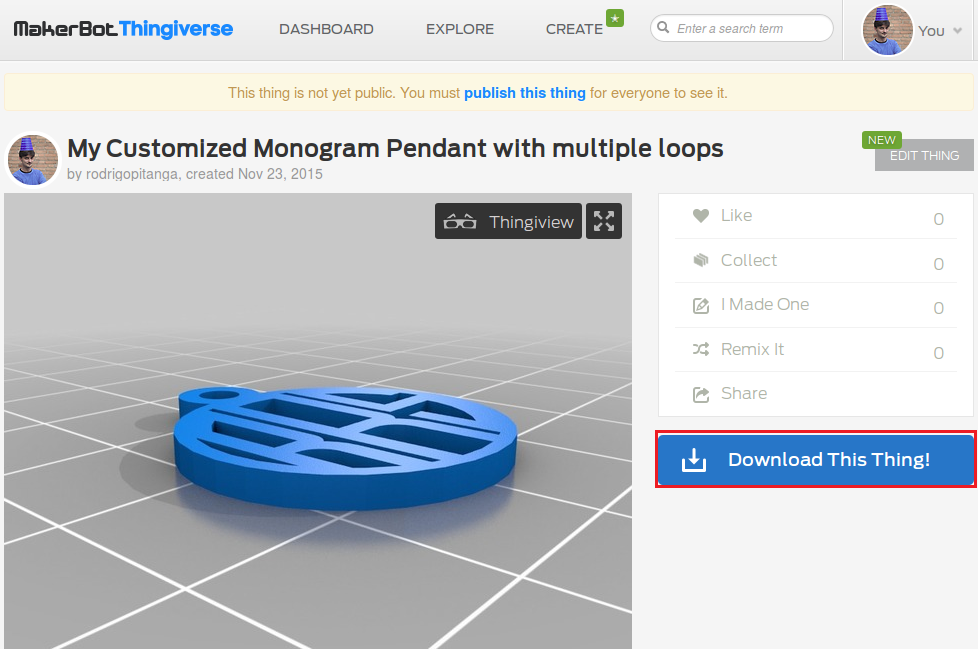 MakerBot Thingiverse
DASHBOARD
EXPLORE
CREATE
Enter a search term
You
This thing is not yet public. You must publish this thing for everyone to see it.
My Customized Monogram Pendant with multiple loops
by rodrigopitanga, created Nov 23, 2015
NEW
EDIT THING
Thingiview
Like 0
Collect 0
I Made One 0
Remix It 0
Share
Download This Thing!